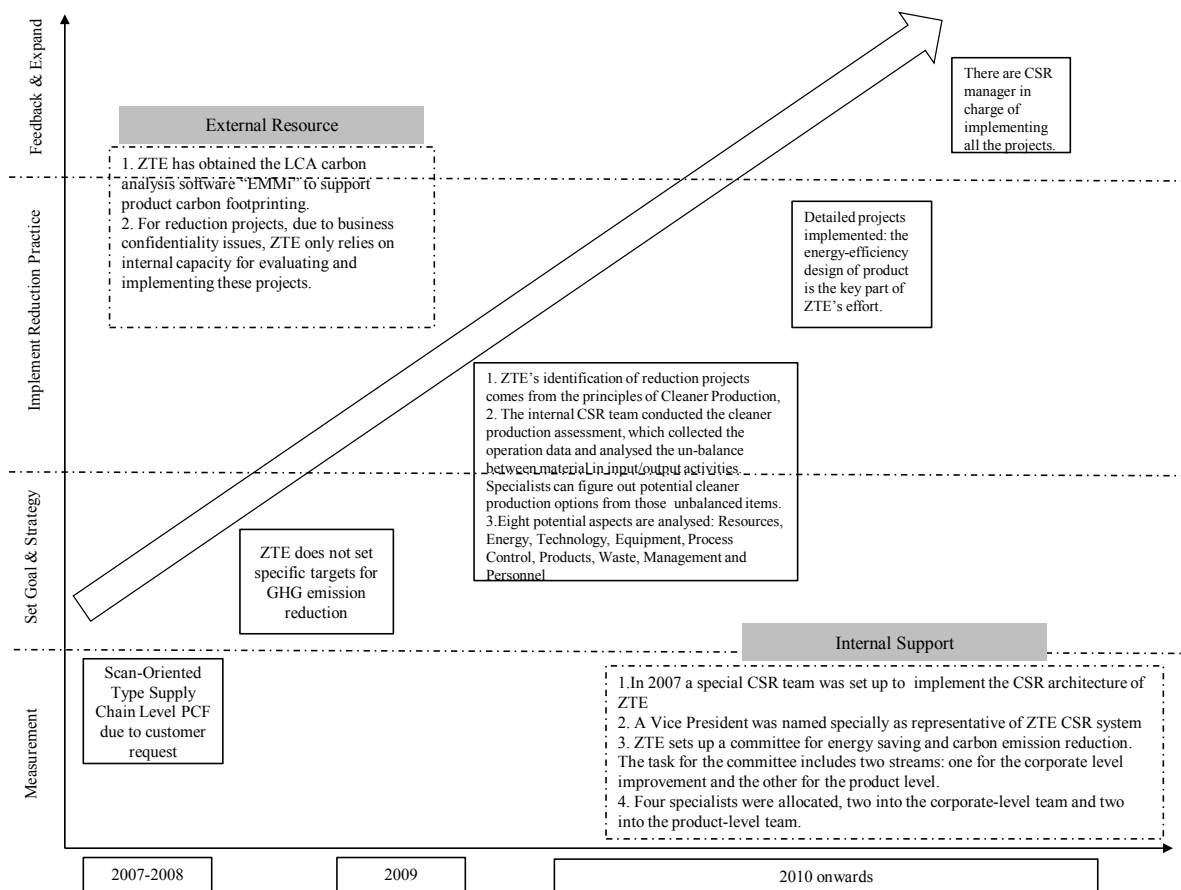 Feedback & Expand
Implement Reduction Practice
Set Goal & Strategy
Measurement
External Resource
1. ZTE has obtained the LCA carbon
analysis software “EMMi” to support
product carbon footprinting.
2. For reduction projects, due to business
confidentiality issues, ZTE only relies on
internal capacity for evaluating and
implementing these projects.
There are CSR
manager in
charge of
implementing
all the projects.
Detailed projects
implemented: the
energy-efficiency
design of product
is the key part of
ZTE’s effort.
1. ZTE’s identification of reduction projects
comes from the principles of Cleaner Production,
2. The internal CSR team conducted the cleaner
production assessment, which collected the
operation data and analysed the un-balance
between material in input/output activities.
Specialists can figure out potential cleaner
production options from those unbalanced items.
3.Eight potential aspects are analysed: Resources,
Energy, Technology, Equipment, Process
Control, Products, Waste, Management and
Personnel
ZTE does not set
specific targets for
GHG emission
reduction
Scan-Oriented
Type Supply
Chain Level PCF
due to customer
request
Internal Support
1.In 2007 a special CSR team was set up to implement the CSR architecture of
ZTE
2. A Vice President was named specially as representative of ZTE CSR system
3. ZTE sets up a committee for energy saving and carbon emission reduction.
The task for the committee includes two streams: one for the corporate level
improvement and the other for the product level.
4. Four specialists were allocated, two into the corporate-level team and two
into the product-level team.
2007-2008
2009
2010 onwards